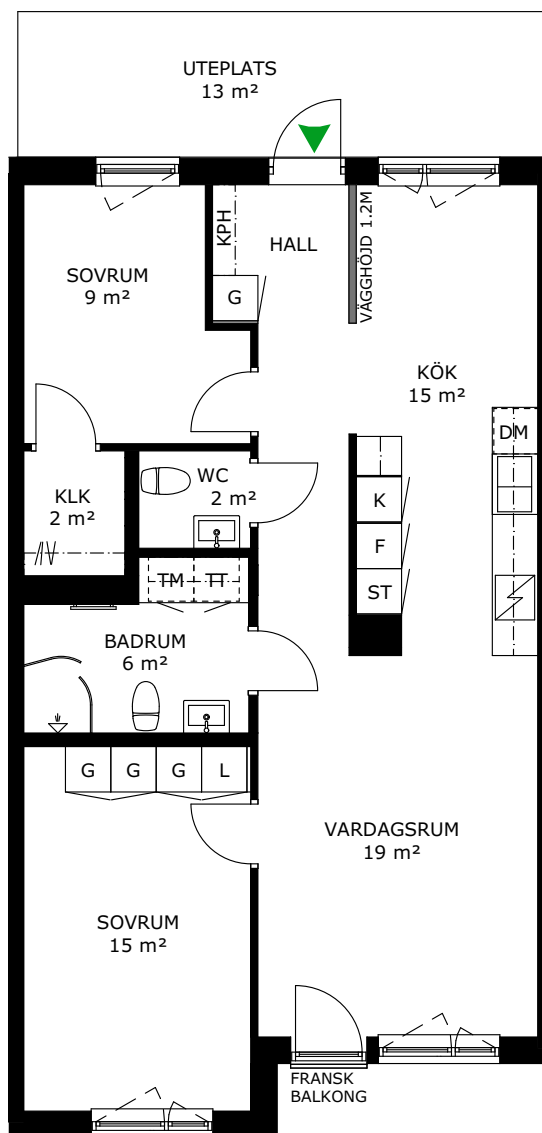 UTEPLATS
13 m²
KPH
HALL
VÄGGHÖJD 1.2M
SOVRUM
9 m²
G
KÖK
15 m²
DM
WC
2 m²
KLK
2 m²
K
F
ST
TM
TT
BADRUM
6 m²
G
G
G
L
VARDAGSRUM
19 m²
SOVRUM
15 m²
FRANSK
BALKONG